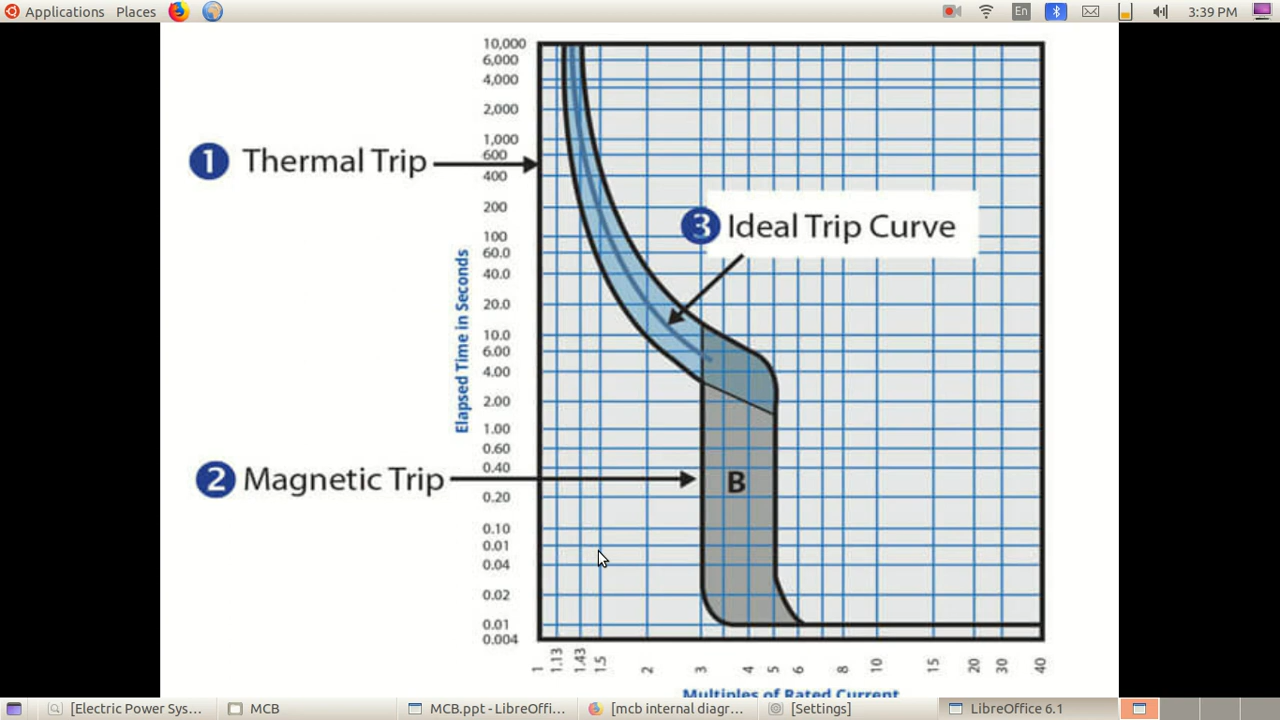 Applications Places
En
3:39 PM
10,000
6,000
4,000
2,000
1,000
600
400
200
100
60.0
40.0
20.0
10.0
6.00
4.00
2.00
1.00
0.60
0.40
0.20
0.10
0.01
0.04
0.02
0.01
0.004
Elapsed Time in Seconds
1 Thermal Trip
3 Ideal Trip Curve
2 Magnetic Trip
B
1 1.13 1.43 1.5 2 3 4 5 6 8 10 15 20 30 40
Multiples of Rated Current
[Electric Power Sys... MCB MCB.ppt - LibreOffi... [mcb internal diagr... [Settings] LibreOffice 6.1